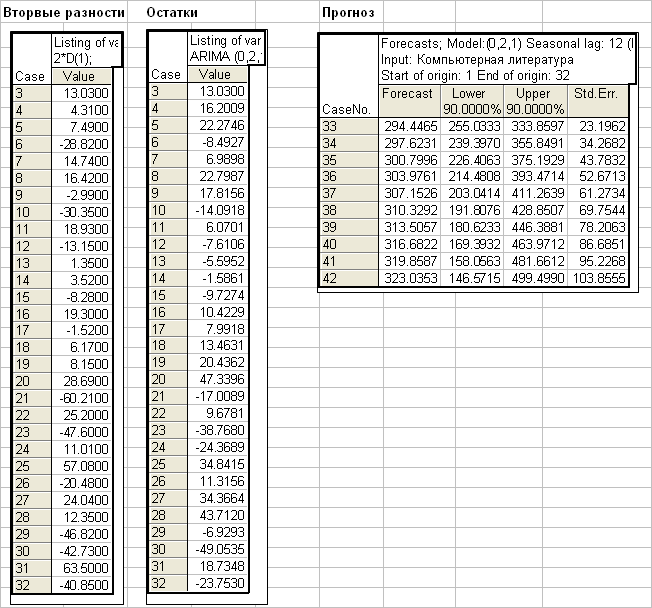 Вторвые разности Остатки Прогноз
Listing of va
2*D(1);
Case Value
3 13.0300
4 4.3100
5 7.4900
6 -28.8200
7 14.7400
8 16.4200
9 -2.9900
10 -30.3500
11 18.9300
12 -13.1500
13 1.3500
14 3.5200
15 -8.2800
16 19.3000
17 -1.5200
18 6.1700
19 8.1500
20 28.6900
21 -60.2100
22 25.2000
23 -47.6000
24 11.0100
25 57.0800
26 -20.4800
27 24.0400
28 12.3500
29 -46.8200
30 -42.7300
31 63.5000
32 -40.8500
Listing of var
ARIMA (0,2,
Case Value
3 13.0300
4 16.2009
5 22.2746
6 -8.4927
7 6.9898
8 22.7987
9 17.8156
10 -14.0918
11 6.0701
12 -7.6106
13 -5.5952
14 -1.5861
15 -9.7274
16 10.4229
17 7.9918
18 13.4631
19 20.4362
20 47.3396
21 -17.0089
22 9.6781
23 -38.7680
24 -24.3689
25 34.8415
26 11.3156
27 34.3664
28 43.7120
29 -6.9293
30 -49.0535
31 18.7348
32 -23.7530
Forecasts; Model:(0,2,1) Seasonal lag: 12 (
Input: Компьютерная литература
Start of origin: 1 End of origin: 32
Forecast Lower Upper Std.Err.
CaseNo. 90.0000% 90.0000%
33 294.4465 255.0333 333.8597 23.1962
34 297.6231 239.3970 355.8491 34.2682
35 300.7996 226.4063 375.1929 43.7832
36 303.9761 214.4808 393.4714 52.6713
37 307.1526 203.0414 411.2639 61.2734
38 310.3292 191.8076 428.8507 69.7544
39 313.5057 180.6233 446.3881 78.2063
40 316.6822 169.3932 463.9712 86.6851
41 319.8587 158.0563 481.6612 95.2268
42 323.0353 146.5715 499.4990 103.8555